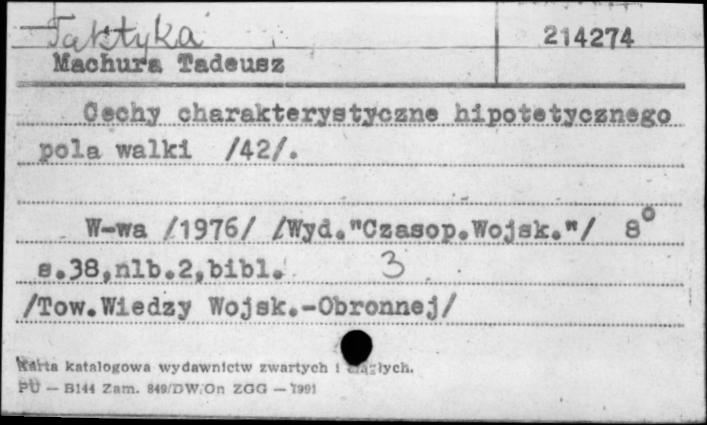 Taktyka
214274
Machura Tadeusz
Cechy charakterystyczne hipotetycznego
pola walki /42/.
W-wa /1976/ /Wyd."Czasop.Wojsk."/ 8°
s.38,nlb.2,bibl. 3
/Tow.Wiedzy Wojsk.-Obronnej/
Karta katalogowa wydawnictw zwartych i ciągłych.
PU — B144 Zam. 849/DW/On ZGG — 1991